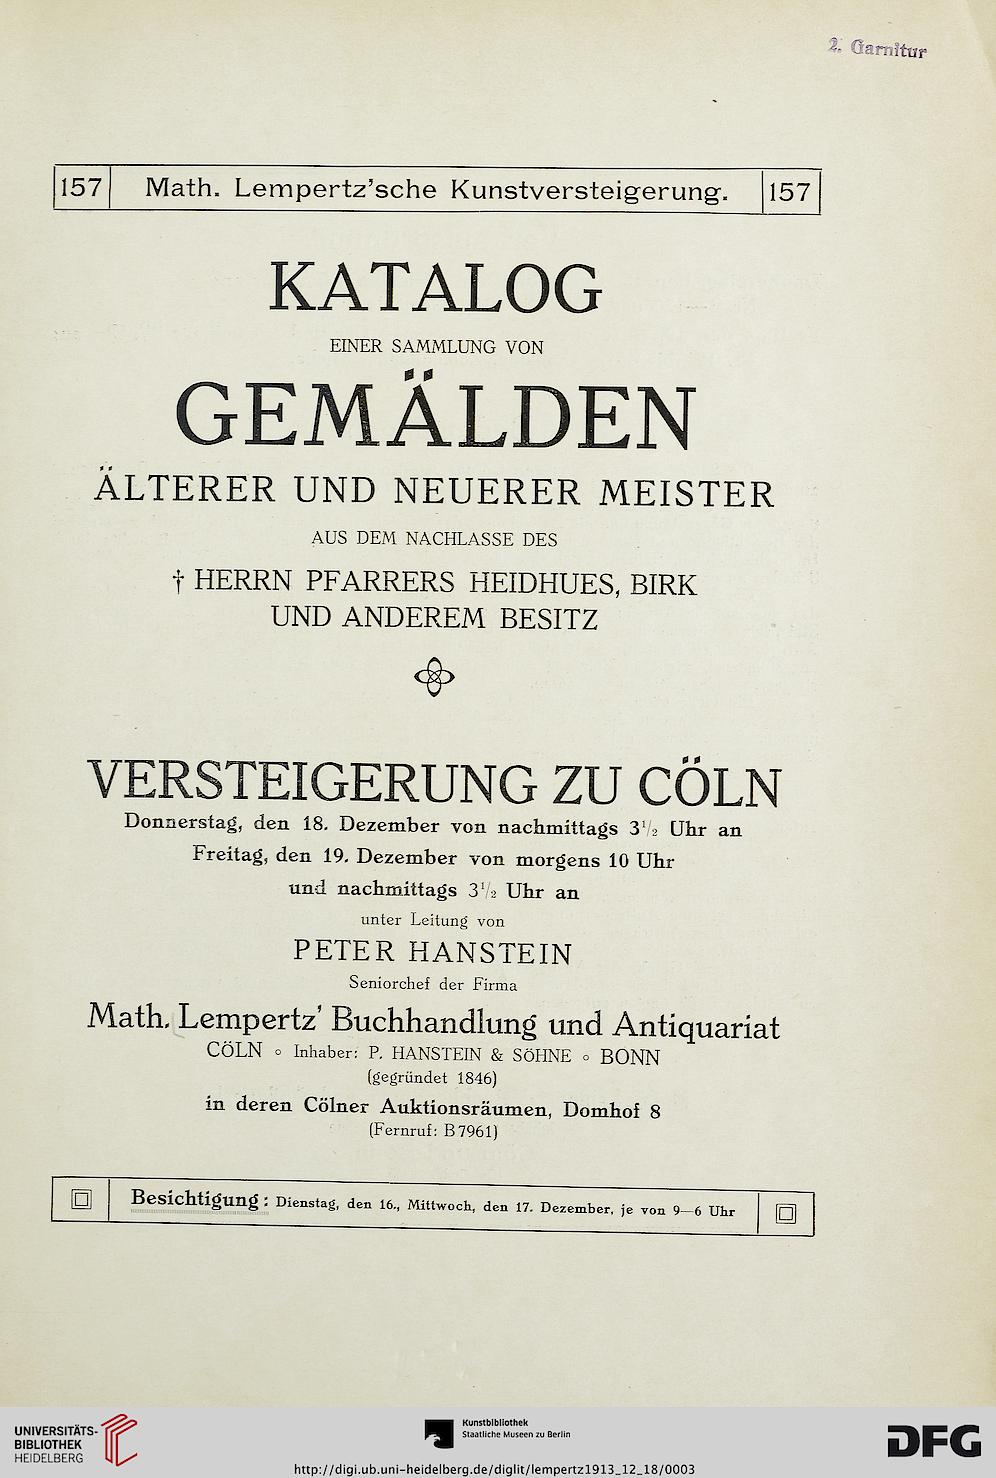 2. Garnitur
157 Math. Lempertz’sche Kunstversteigerung. 157
KATALOG
EINER SAMMLUNG VON
GEMÄLDEN
ÄLTERER UND NEUERER MEISTER
AUS DEM NACHLASSE DES
† HERRN PFARRERS HEIDHUES, BIRK
UND ANDEREM BESITZ
VERSTEIGERUNG ZU CÖLN
Donnerstag, den 18. Dezember von nachmittags 3½ Uhr an
Freitag, den 19. Dezember von morgens 10 Uhr
und nachmittags 3½ Uhr an
unter Leitung von
PETER HANSTEIN
Seniorchef der Firma
Math. Lempertz’ Buchhandlung und Antiquariat
CÖLN ◦ Inhaber: P. HANSTEIN & SÖHNE ◦ BONN
(gegründet 1846)
in deren Cölner Auktionsräumen, Domhof 8
(Fernruf: B 7961)
Besichtigung: Dienstag, den 16., Mittwoch, den 17. Dezember, je von 9—6 Uhr
UNIVERSITÄTS-
BIBLIOTHEK
HEIDELBERG
Kunstbibliothek
Staatliche Museen zu Berlin
http://digi.ub.uni-heidelberg.de/diglit/lempertz1913_12_18/0003
DFG